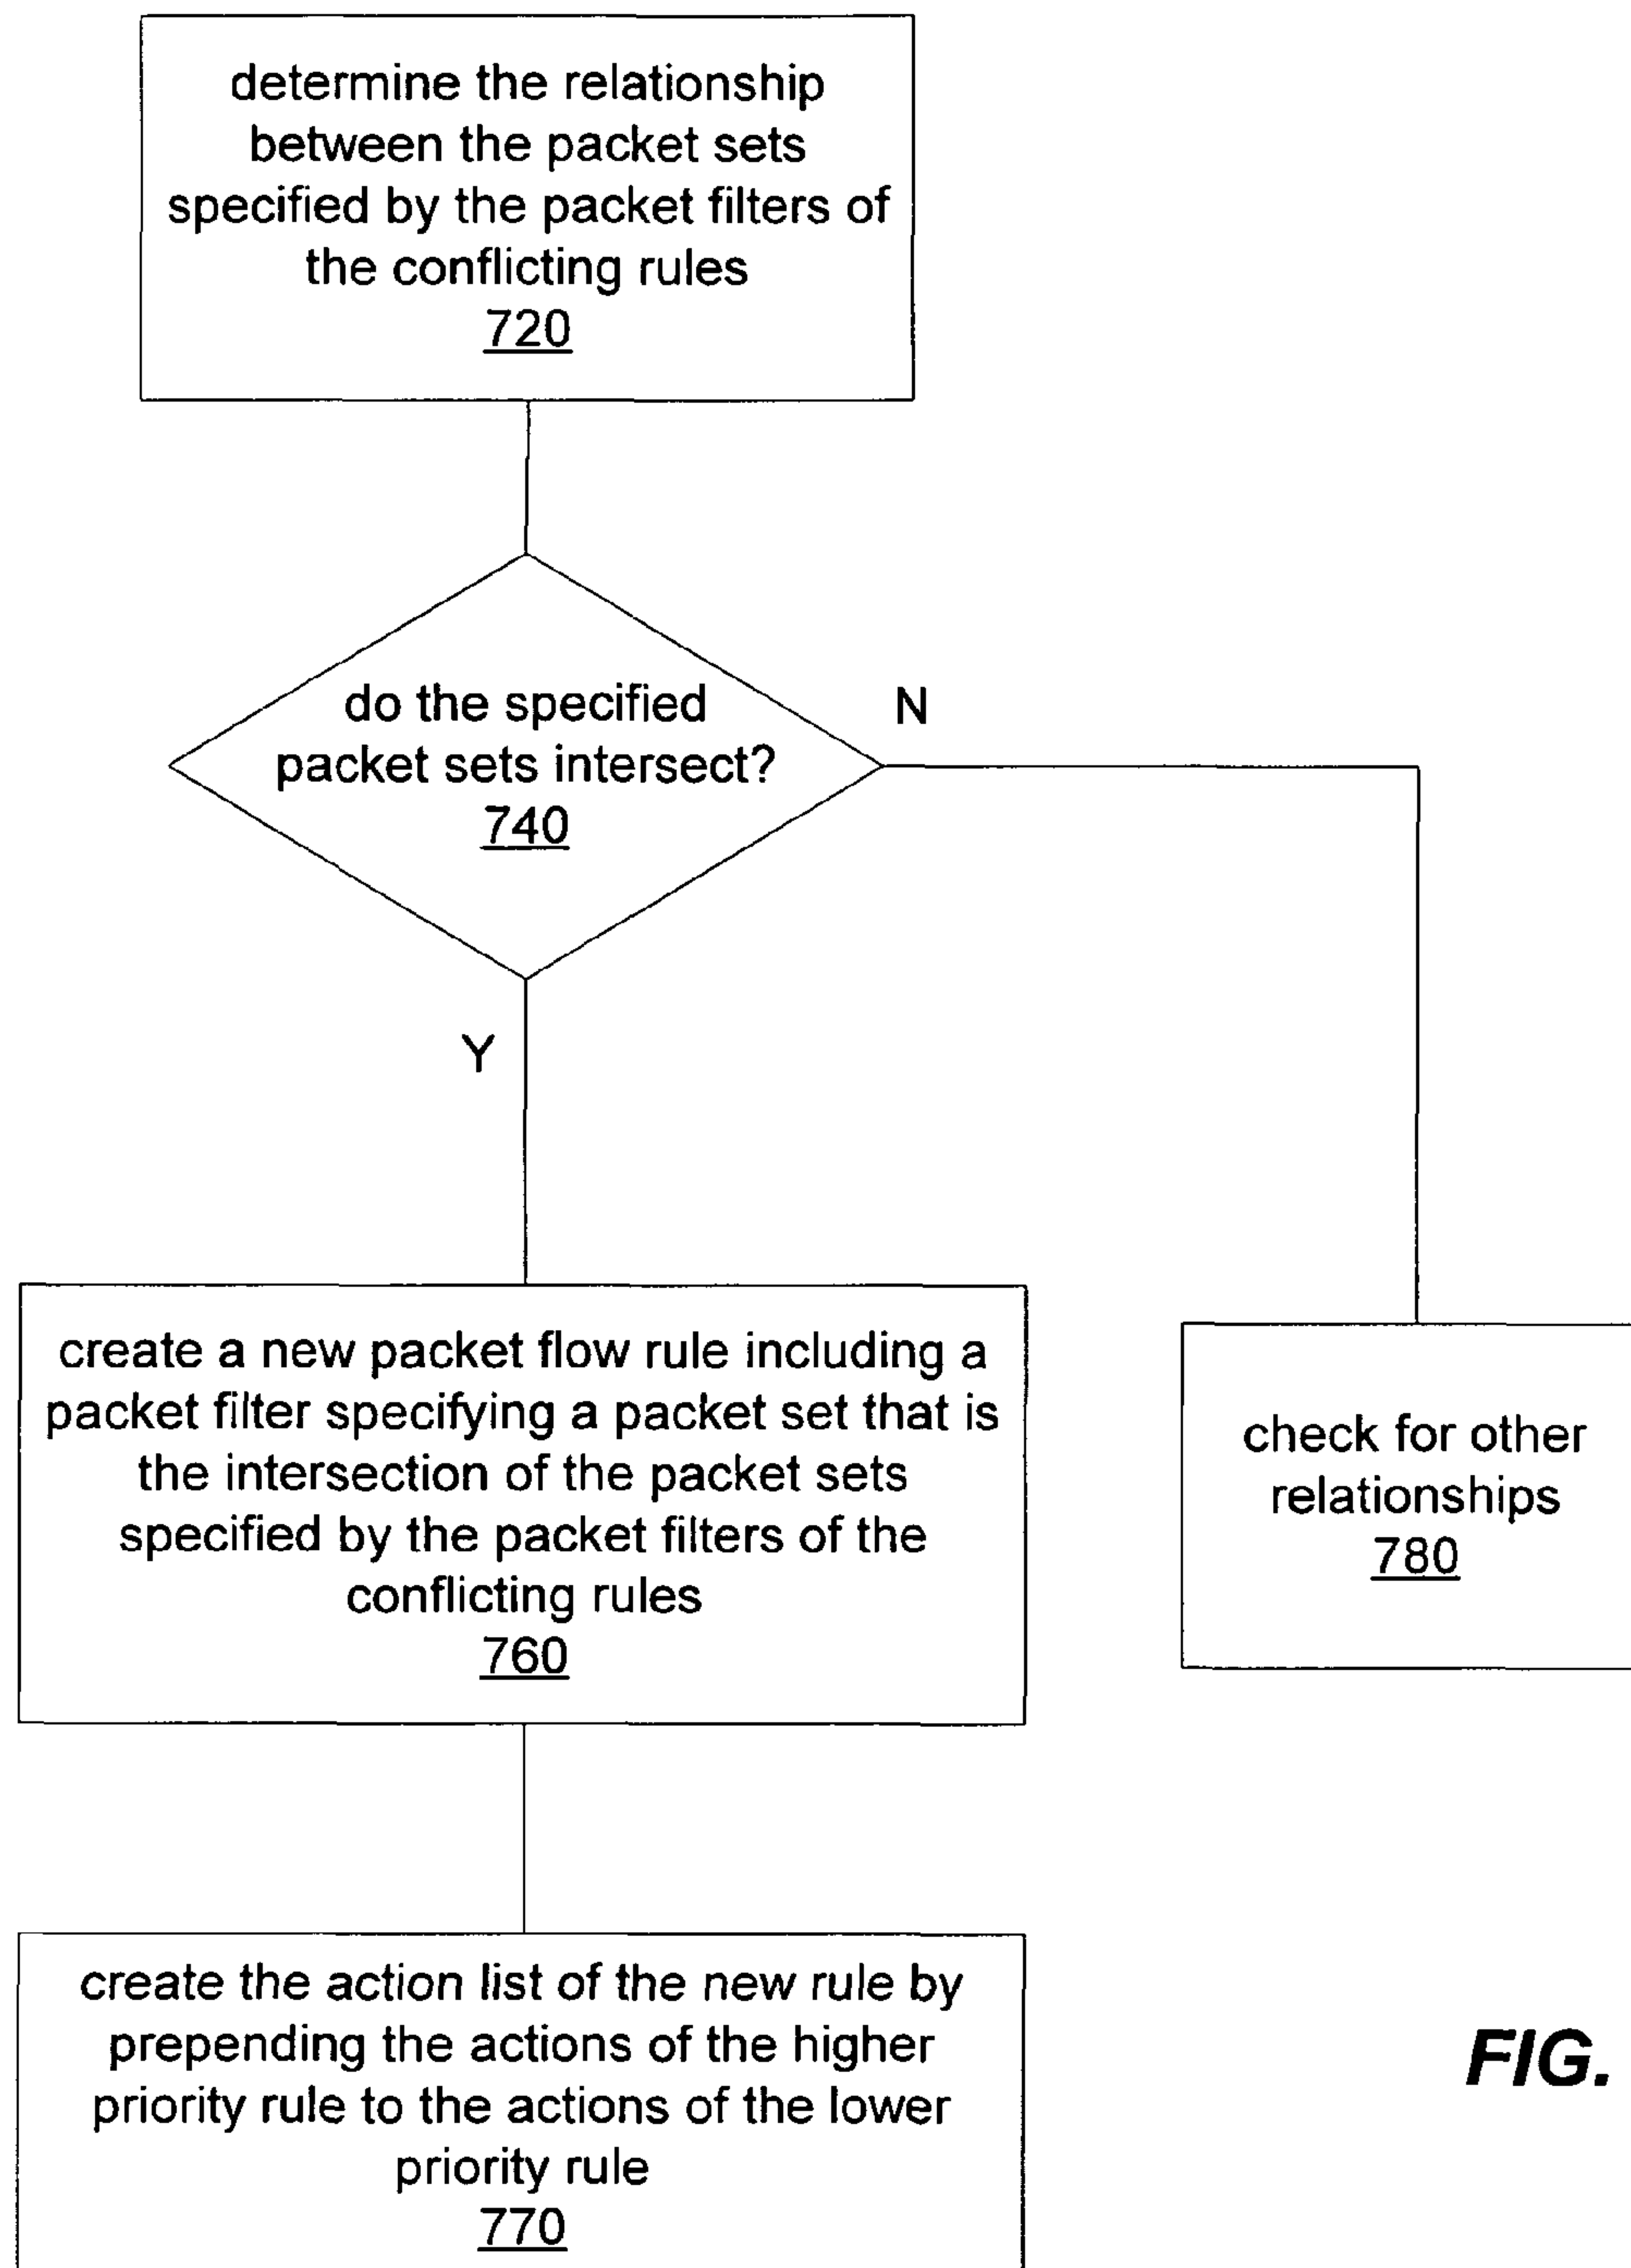 determine the relationship
between the packet sets
specified by the packet filters of
the conflicting rules
720
do the specified
packet sets intersect?
740
N
Y
create a new packet flow rule including a
packet filter specifying a packet set that is
the intersection of the packet sets
specified by the packet filters of the
conflicting rules
760
check for other
relationships
780
create the action list of the new rule by
prepending the actions of the higher
priority rule to the actions of the lower
priority rule
770
FIG.